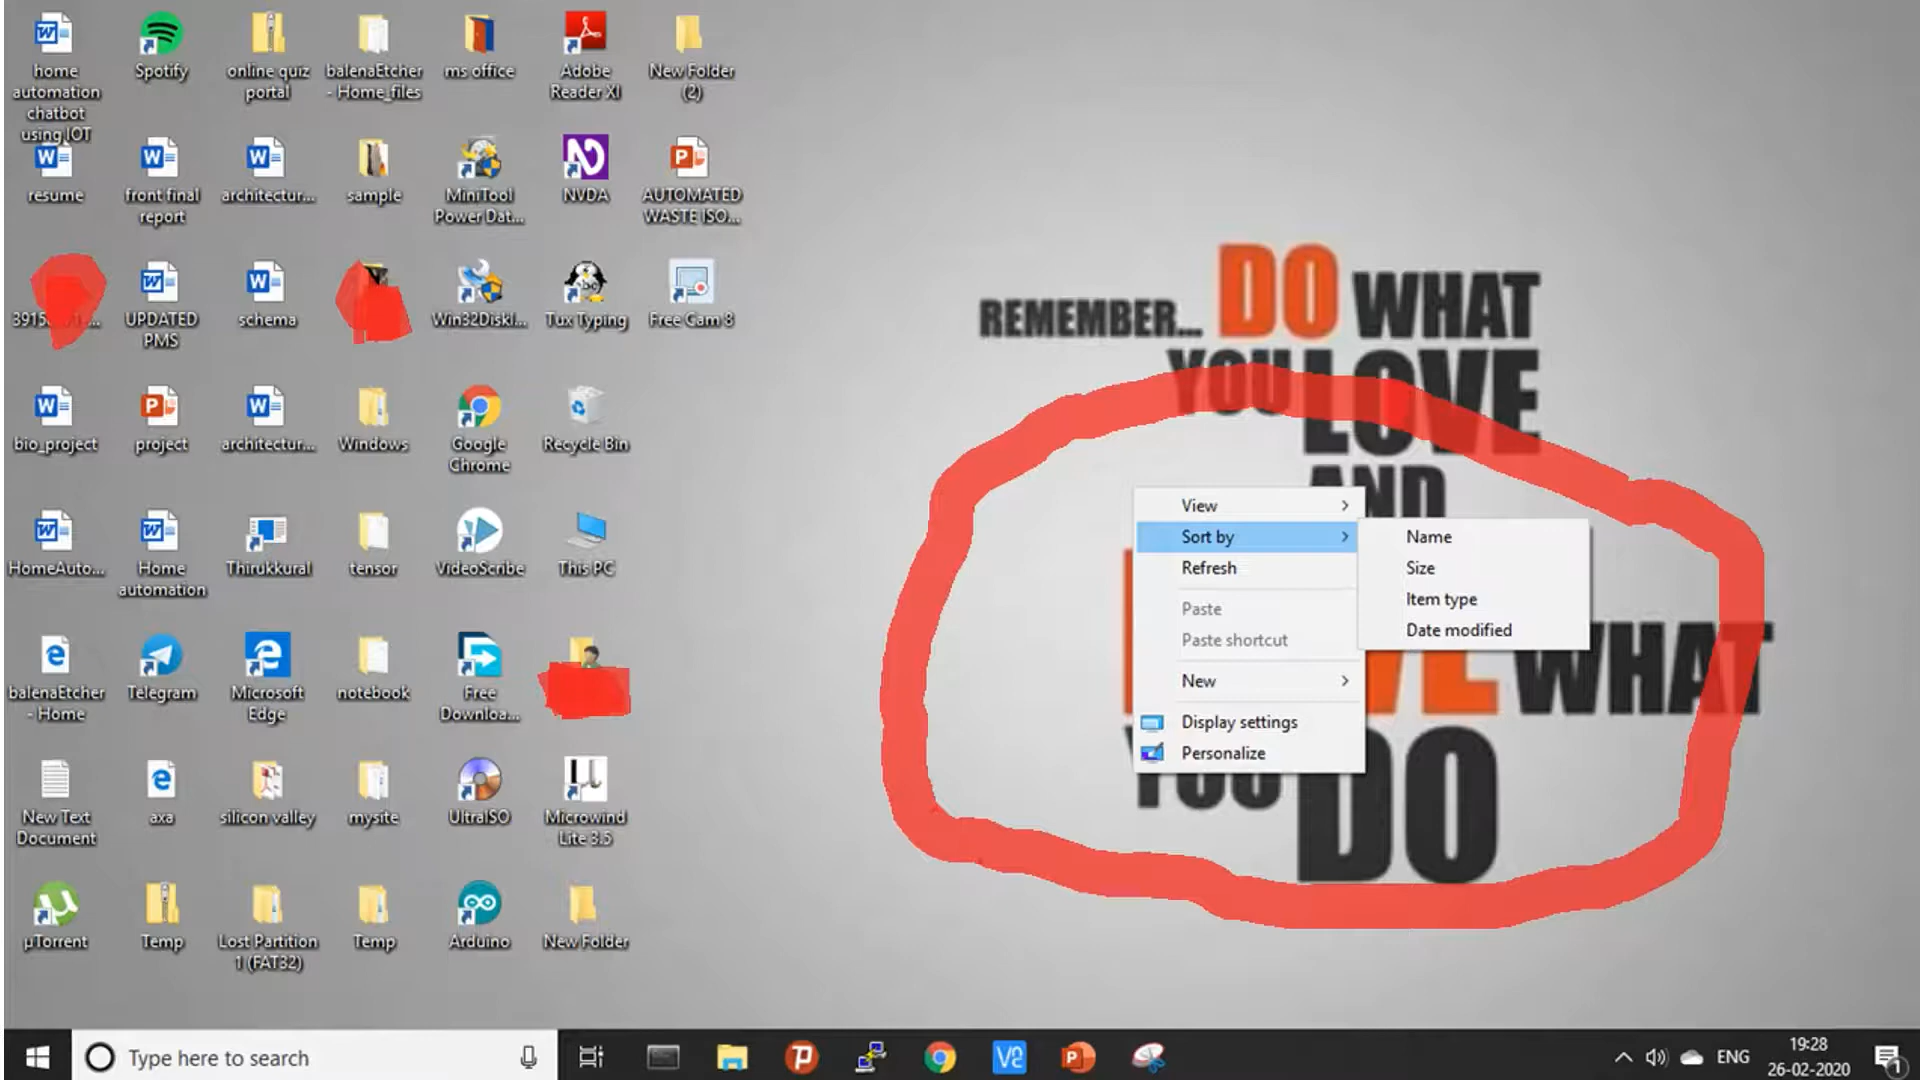 home
automation
chatbot
using IOT
Spotify
online quiz
portal
balenaEtcher
- Home_files
ms office
Adobe
Reader XI
New Folder
(2)
resume
front final
report
architectur...
sample
MiniTool
Power Dat...
NVDA
AUTOMATED
WASTE ISO...
UPDATED
PMS
schema
Win32DiskI...
Tux Typing
Free Cam 8
bio_project
project
architectur...
Windows
Google
Chrome
Recycle Bin
HomeAuto...
Home
automation
Thirukkural
tensor
VideoScribe
This PC
balenaEtcher
- Home
Telegram
Microsoft
Edge
notebook
Free
Downloa...
New Text
Document
axa
silicon valley
mysite
UltraISO
Microwind
Lite 3.5
µTorrent
Temp
Lost Partition
1 (FAT32)
Temp
Arduino
New Folder
REMEMBER... DO WHAT
YOU LOVE
AND
WHAT
YOU DO
View
Sort by
Refresh
Paste
Paste shortcut
New
Display settings
Personalize
Name
Size
Item type
Date modified
Type here to search
ENG
19:28
26-02-2020
1